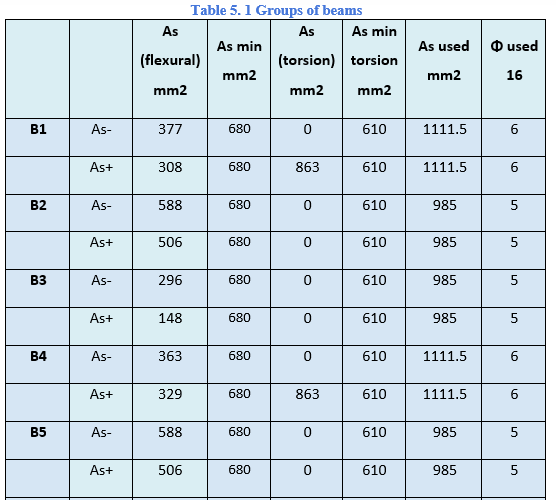 Table 5. 1 Groups of beams
As (flexural) mm2 As min mm2 As (torsion) mm2 As min torsion mm2 As used mm2 Φ used 16
B1 As- 377 680 0 610 1111.5 6
As+ 308 680 863 610 1111.5 6
B2 As- 588 680 0 610 985 5
As+ 506 680 0 610 985 5
B3 As- 296 680 0 610 985 5
As+ 148 680 0 610 985 5
B4 As- 363 680 0 610 1111.5 6
As+ 329 680 863 610 1111.5 6
B5 As- 588 680 0 610 985 5
As+ 506 680 0 610 985 5